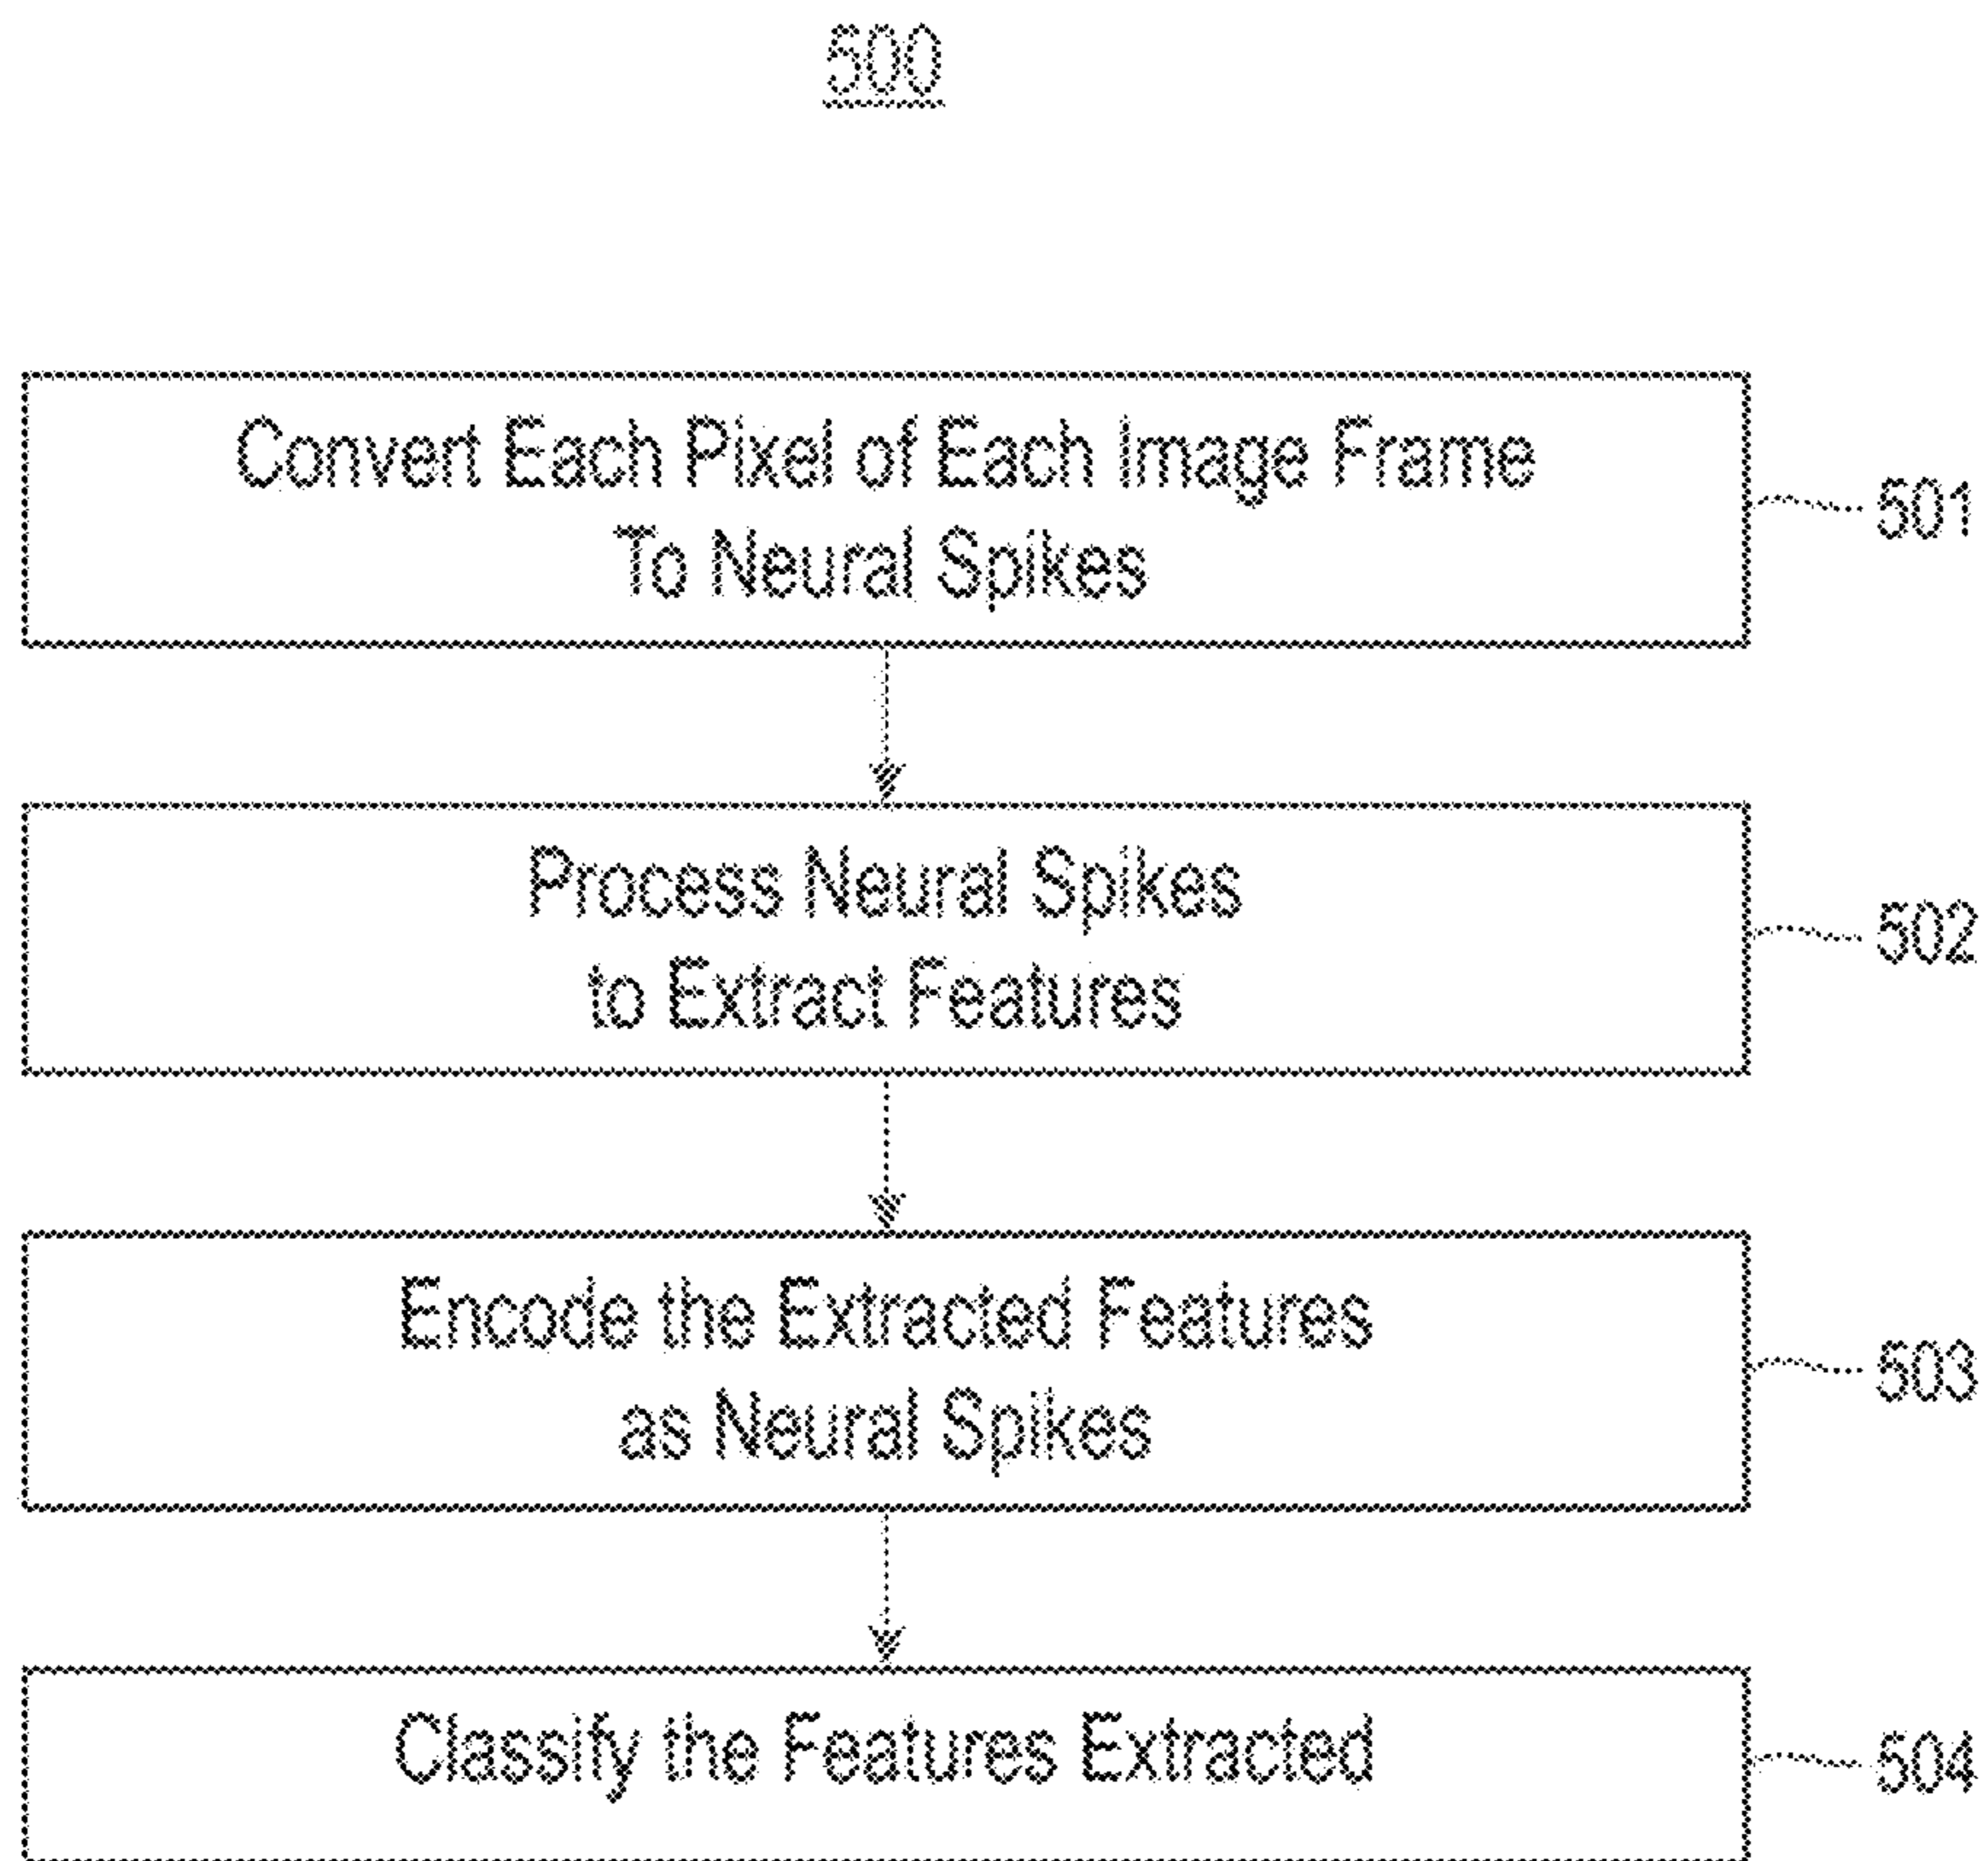 500
Convert Each Pixel of Each Image Frame
To Neural Spikes
501
Process Neural Spikes
to Extract Features
502
Encode the Extracted Features
as Neural Spikes
503
Classify the Features Extracted
504